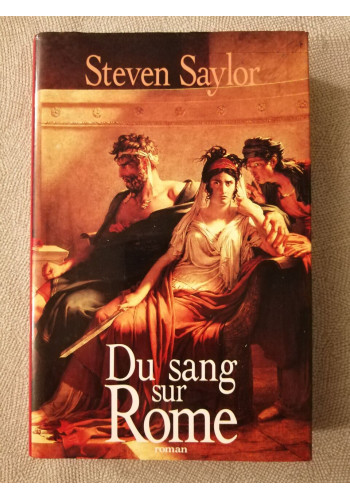 Steven Saylor
Du sang
sur
Rome
roman